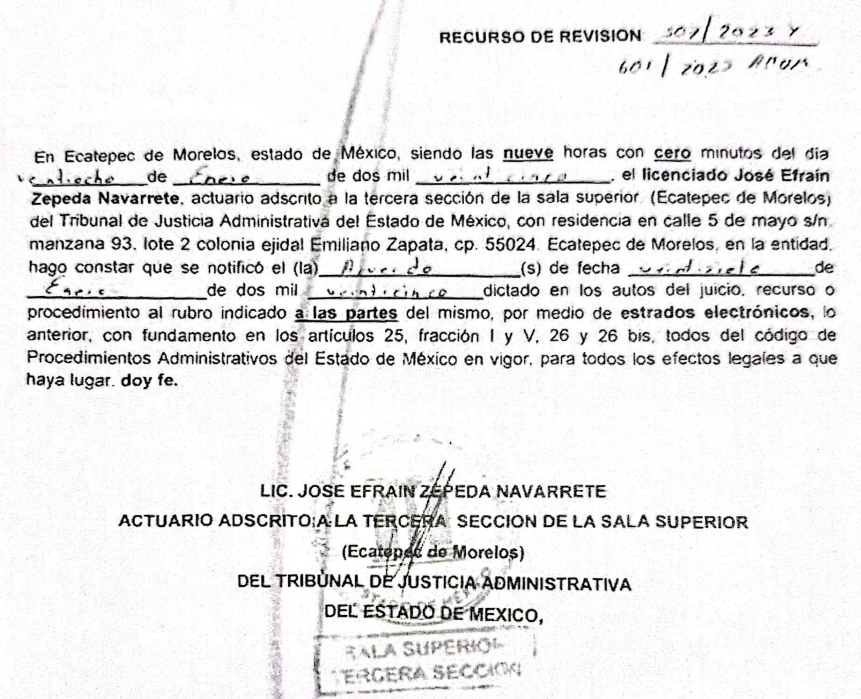 RECURSO DE REVISION 307/2023 Y
601/2023 ACUM
En Ecatepec de Morelos, estado de México, siendo las nueve horas con cero minutos del dia
veintiocho de Enero de dos mil veinticinco, el licenciado José Efraín
Zepeda Navarrete, actuario adscrito a la tercera sección de la sala superior (Ecatepec de Morelos)
del Tribunal de Justicia Administrativa del Estado de México, con residencia en calle 5 de mayo s/n.
manzana 93. lote 2 colonia ejidal Emiliano Zapata, cp. 55024. Ecatepec de Morelos, en la entidad,
hago constar que se notificó el (la) Acuerdo (s) de fecha veintisiete de
Enero de dos mil veinticinco dictado en los autos del juicio, recurso o
procedimiento al rubro indicado a las partes del mismo, por medio de estrados electrónicos, lo
anterior, con fundamento en los artículos 25, fracción I y V, 26 y 26 bis, todos del código de
Procedimientos Administrativos del Estado de México en vigor, para todos los efectos legales a que
haya lugar. doy fe.
LIC. JOSE EFRAIN ZEPEDA NAVARRETE
ACTUARIO ADSCRITO A LA TERCERA SECCION DE LA SALA SUPERIOR
(Ecatepec de Morelos)
DEL TRIBUNAL DE JUSTICIA ADMINISTRATIVA
DEL ESTADO DE MEXICO,
SALA SUPERIOR
TERCERA SECCION